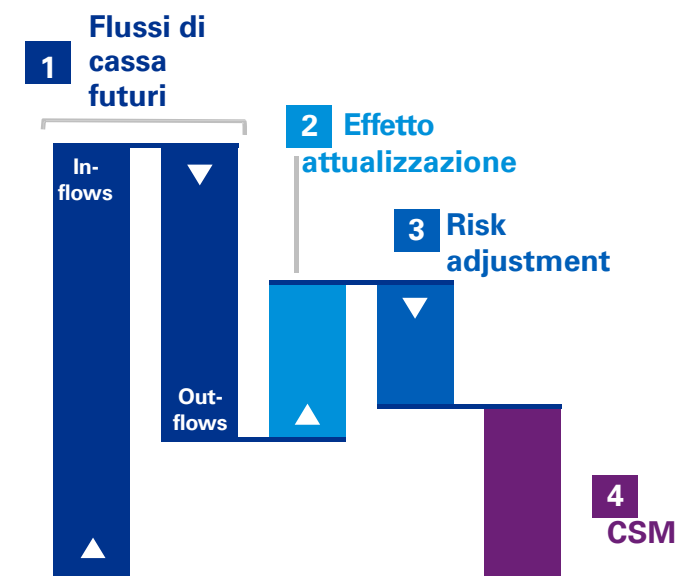 1
Flussi di
cassa
futuri
2 Effetto
attualizzazione
In-
flows
3 Risk
adjustment
Out-
flows
4
CSM